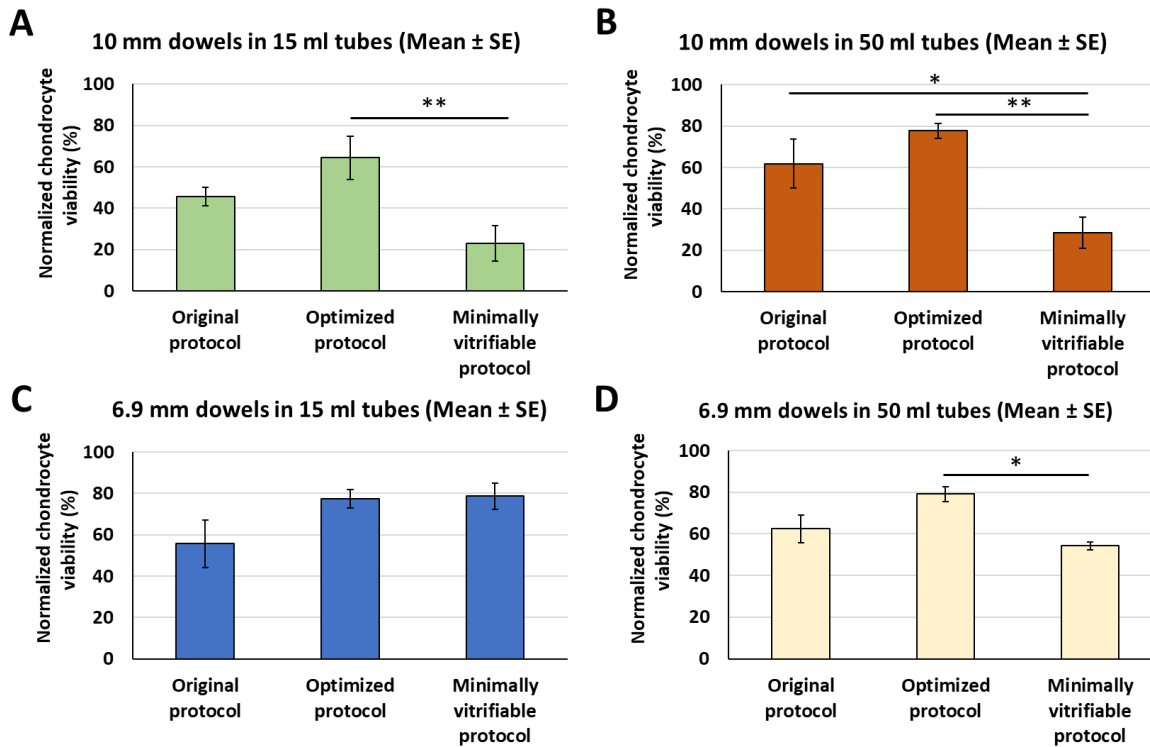 A
10 mm dowels in 15 ml tubes (Mean ± SE)
Normalized chondrocyte
viability (%)
100
80
60
40
20
0
**
Original
protocol
Optimized
protocol
Minimally
vitrifiable
protocol
B
10 mm dowels in 50 ml tubes (Mean ± SE)
Normalized chondrocyte
viability (%)
100
80
60
40
20
0
*
**
Original
protocol
Optimized
protocol
Minimally
vitrifiable
protocol
C
6.9 mm dowels in 15 ml tubes (Mean ± SE)
Normalized chondrocyte
viability (%)
100
80
60
40
20
0
Original
protocol
Optimized
protocol
Minimally
vitrifiable
protocol
D
6.9 mm dowels in 50 ml tubes (Mean ± SE)
Normalized chondrocyte
viability (%)
100
80
60
40
20
0
*
Original
protocol
Optimized
protocol
Minimally
vitrifiable
protocol